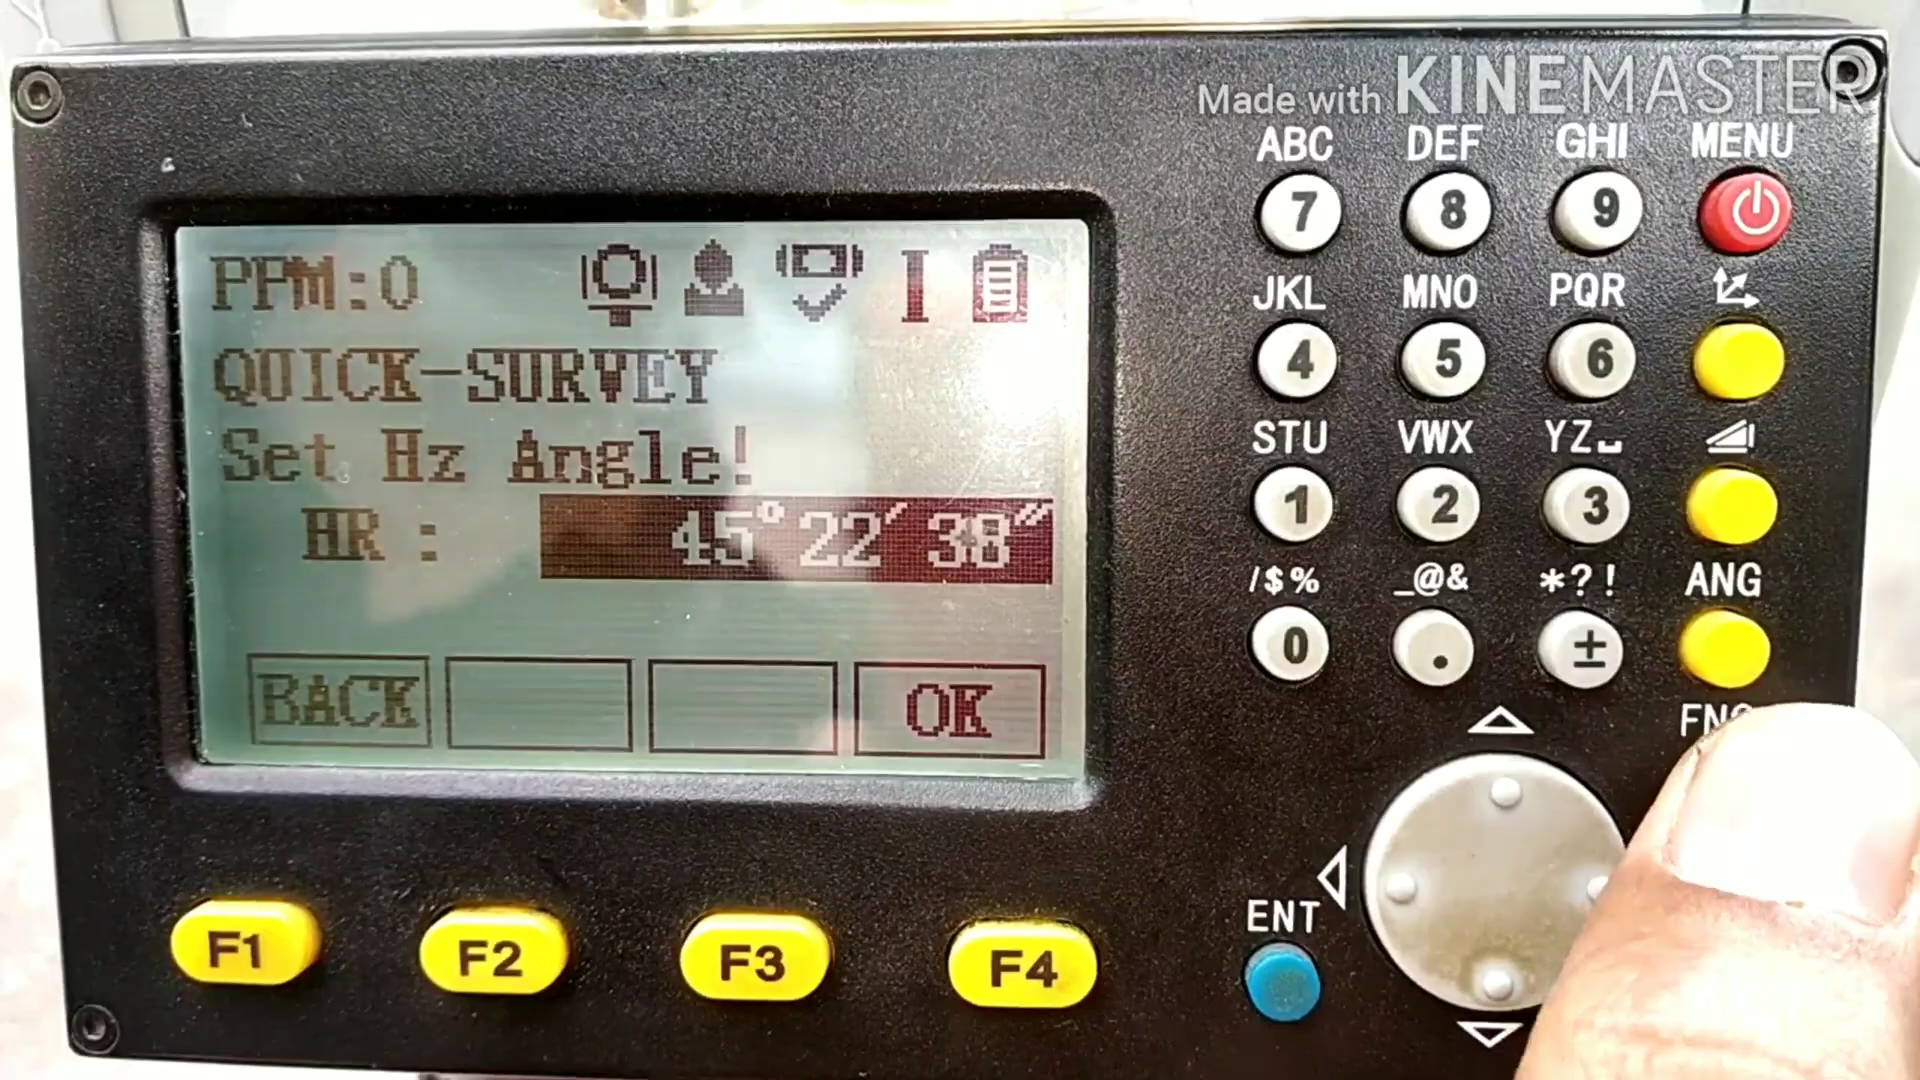 Made with KINEMASTER
PPM:0
QUICK-SURVEY
Set Hz Angle!
HR : 45° 22′ 38″
BACK OK
F1 F2 F3 F4
ABC DEF GHI MENU
7 8 9
JKL MNO PQR
4 5 6
STU VWX YZ␣
1 2 3
/$% _@& *?! ANG
0 . ±
ENT